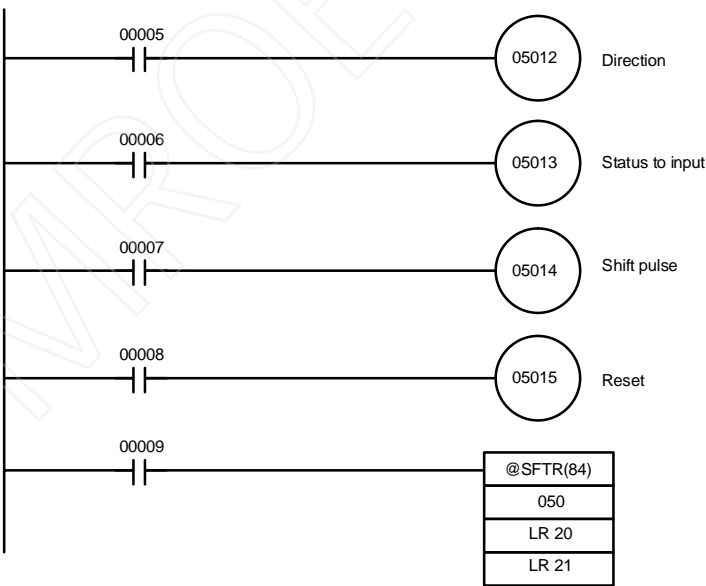 00005
05012 Direction
00006
05013 Status to input
00007
05014 Shift pulse
00008
05015 Reset
00009
@SFTR(84)
050
LR 20
LR 21